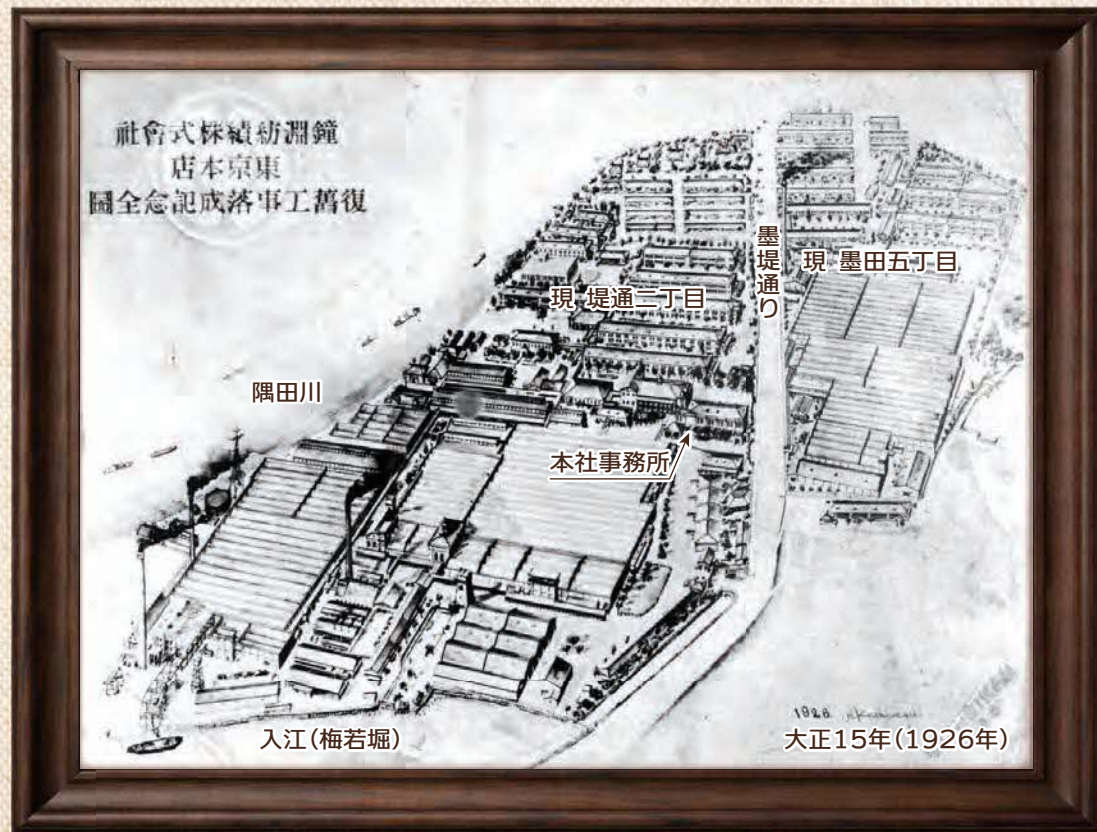 鐘淵紡績株式會社
東京本店
復舊工事落成記念全圖
墨堤通り
現 墨田五丁目
現 堤通二丁目
隅田川
本社事務所
入江(梅若堀)
1926
大正15年(1926年)